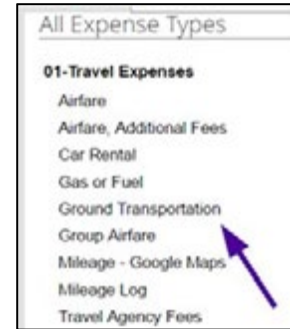 All Expense Types
01-Travel Expenses
Airfare
Airfare, Additional Fees
Car Rental
Gas or Fuel
Ground Transportation
Group Airfare
Mileage - Google Maps
Mileage Log
Travel Agency Fees